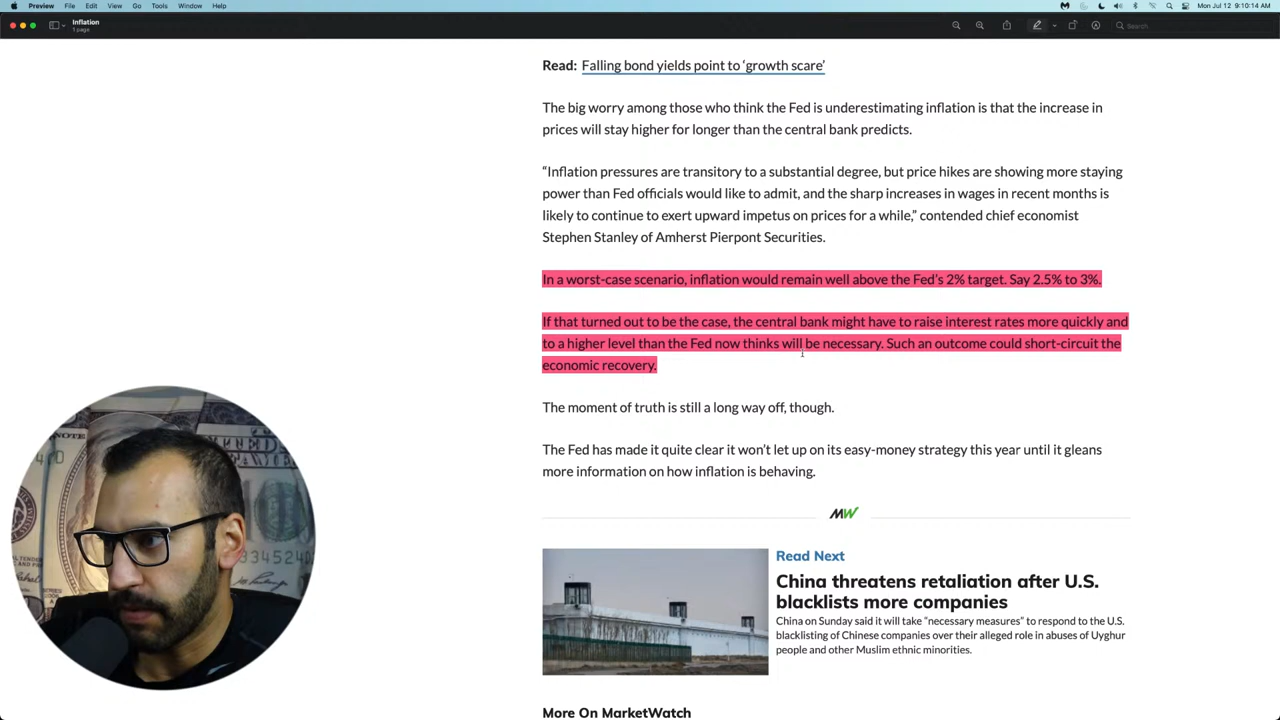 Preview File Edit View Go Tools Window Help
Mon Jul 12 9:10:14 AM
Inflation
1 page
Search
Read: Falling bond yields point to ‘growth scare’
The big worry among those who think the Fed is underestimating inflation is that the increase in
prices will stay higher for longer than the central bank predicts.
“Inflation pressures are transitory to a substantial degree, but price hikes are showing more staying
power than Fed officials would like to admit, and the sharp increases in wages in recent months is
likely to continue to exert upward impetus on prices for a while,” contended chief economist
Stephen Stanley of Amherst Pierpont Securities.
In a worst-case scenario, inflation would remain well above the Fed’s 2% target. Say 2.5% to 3%.
If that turned out to be the case, the central bank might have to raise interest rates more quickly and
to a higher level than the Fed now thinks will be necessary. Such an outcome could short-circuit the
economic recovery.
The moment of truth is still a long way off, though.
The Fed has made it quite clear it won’t let up on its easy-money strategy this year until it gleans
more information on how inflation is behaving.
MW
Read Next
China threatens retaliation after U.S.
blacklists more companies
China on Sunday said it will take “necessary measures” to respond to the U.S.
blacklisting of Chinese companies over their alleged role in abuses of Uyghur
people and other Muslim ethnic minorities.
More On MarketWatch